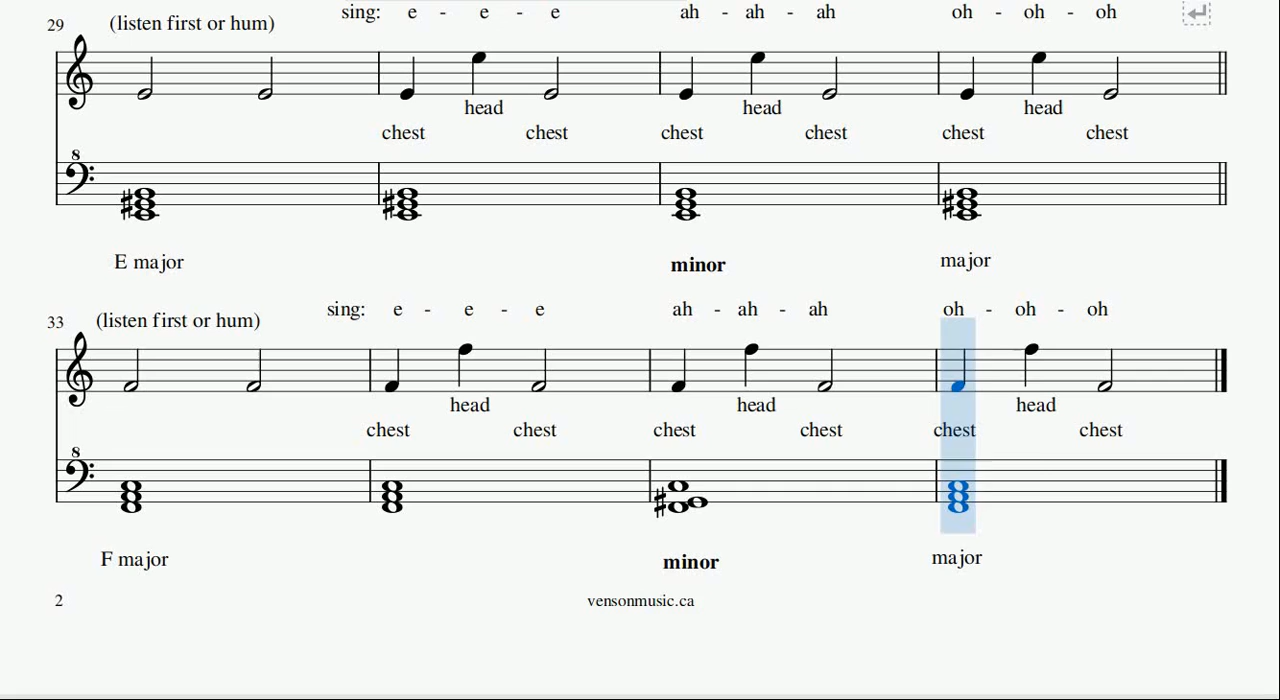 sing: e - e - e ah - ah - ah oh - oh - oh
29 (listen first or hum)
head head head
chest chest chest chest chest chest
8
E major minor major
sing: e - e - e ah - ah - ah oh - oh - oh
33 (listen first or hum)
head head head
chest chest chest chest chest chest
8
F major minor major
2 vensonmusic.ca